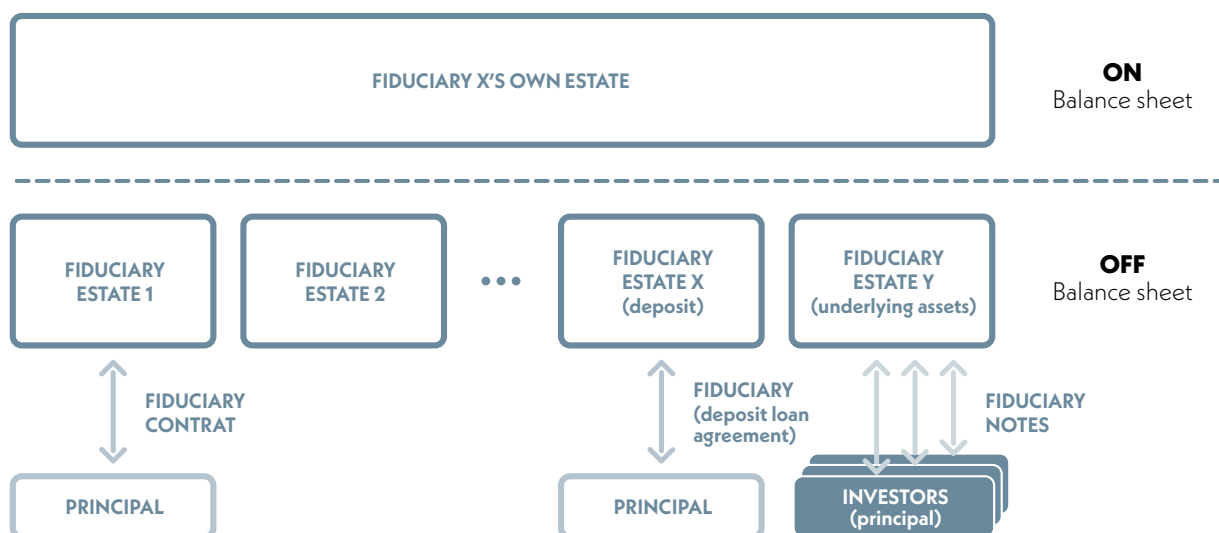 FIDUCIARY X'S OWN ESTATE
ON
Balance sheet
FIDUCIARY
ESTATE 1
FIDUCIARY
ESTATE 2
•••
FIDUCIARY
ESTATE X
(deposit)
FIDUCIARY
ESTATE Y
(underlying assets)
OFF
Balance sheet
FIDUCIARY
CONTRAT
FIDUCIARY
(deposit loan
agreement)
FIDUCIARY
NOTES
PRINCIPAL
PRINCIPAL
INVESTORS
(principal)